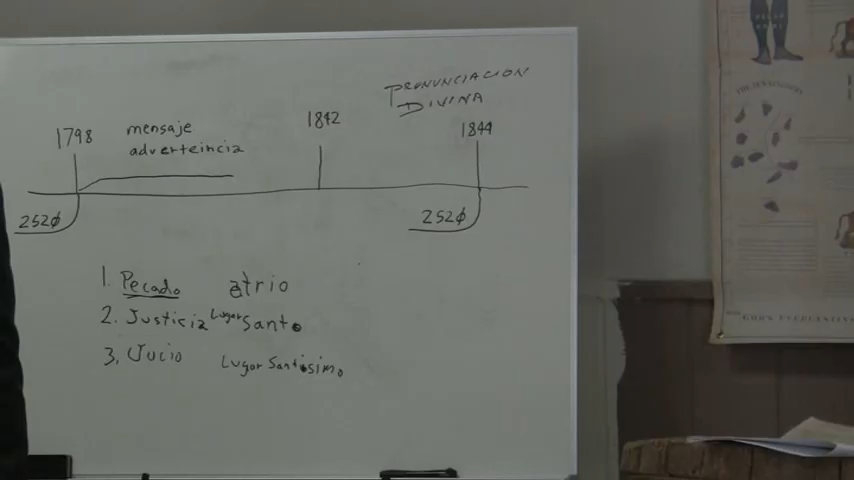 PRONUNCIACION
DIVINA
1798
mensaje
adverteincia
1842
1844
2520
2520
1. Pecado atrio
2. Justicia Lugar Santo
3, Jucio Lugar Santisimo